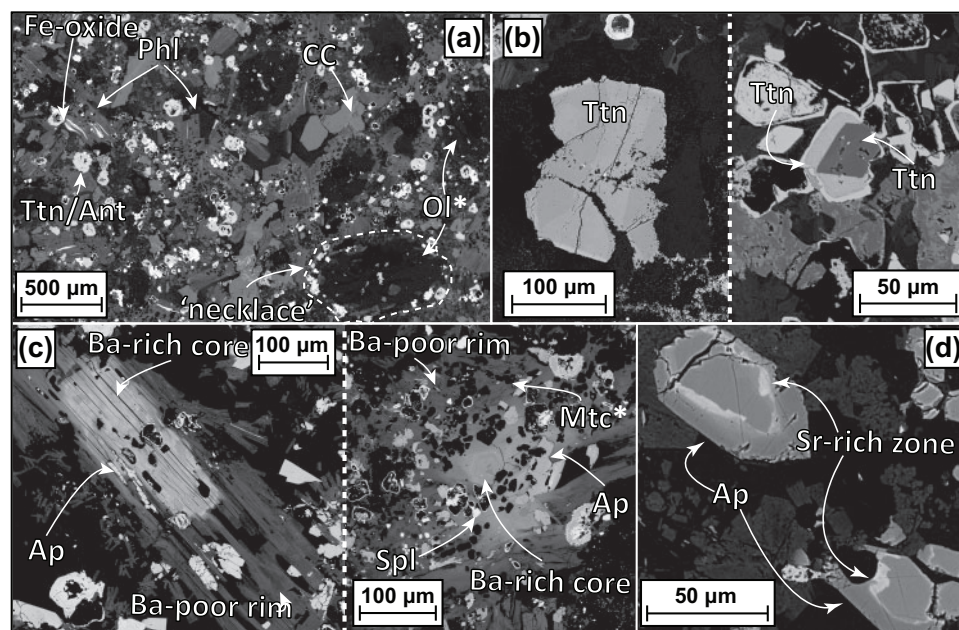 Fe-oxide
Phl
CC
(a)
Ttn/Ant
Ol*
500 µm
'necklace'
(b)
Ttn
Ttn
Ttn
100 µm
50 µm
(c)
Ba-rich core
100 µm
Ap
Ba-poor rim
Ba-poor rim
Mtc*
Ap
Spl
Ba-rich core
100 µm
(d)
Sr-rich zone
Ap
50 µm